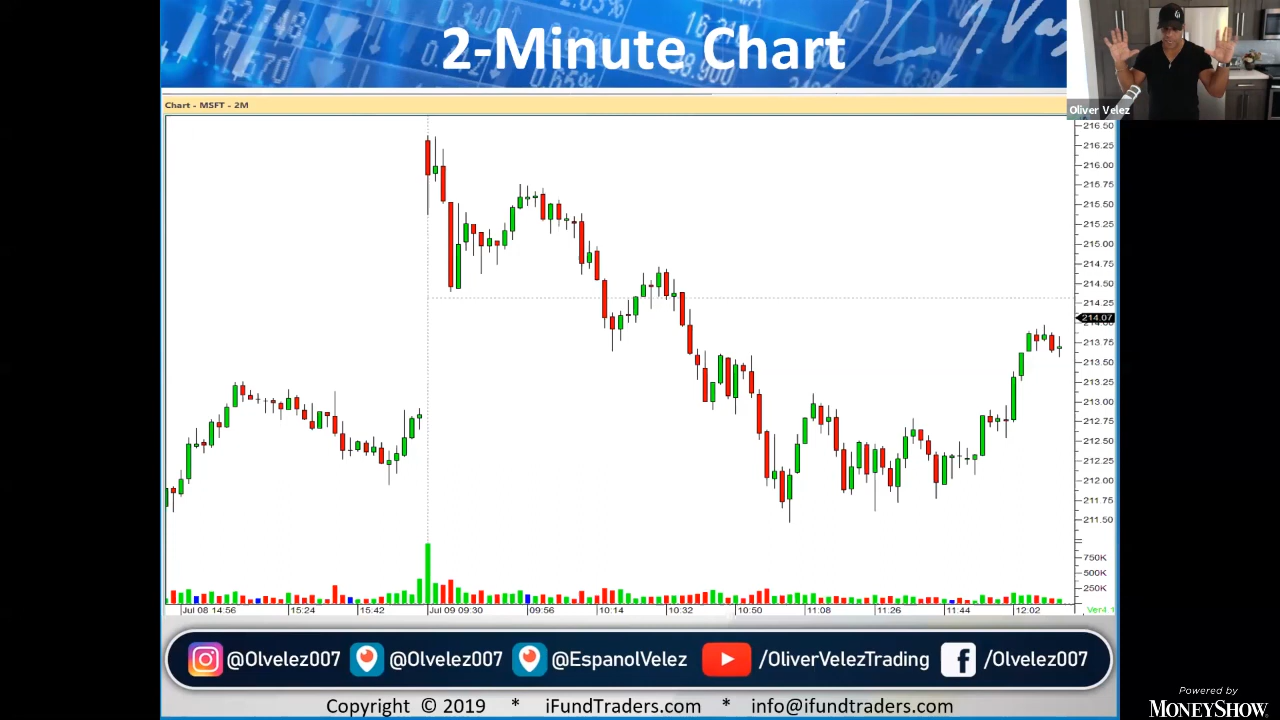 2-Minute Chart
Oliver Velez
Chart - MSFT - 2M
216.50
216.25
216.00
215.75
215.50
215.25
215.00
214.75
214.50
214.25
214.07
214.00
213.75
213.50
213.25
213.00
212.75
212.50
212.25
212.00
211.75
211.50
750K
500K
250K
Jul 08 14:56 15:24 15:42 Jul 09 09:30 09:56 10:14 10:32 10:50 11:08 11:26 11:44 12:02
@Olvelez007 @Olvelez007 @EspanolVelez /OliverVelezTrading /Olvelez007
Copyright © 2019 * iFundTraders.com * info@ifundtraders.com
Powered by
MONEYSHOW